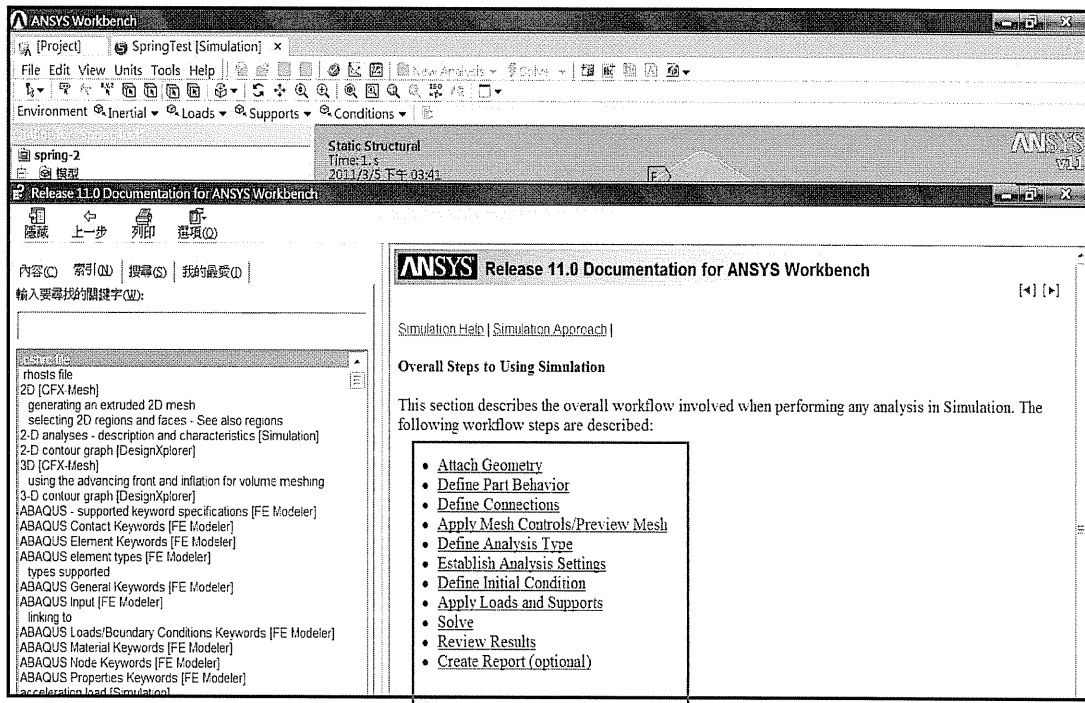 ANSYS Workbench
[Project] SpringTest [Simulation] ×
File Edit View Units Tools Help New Analysis Solve
Environment Inertial Loads Supports Conditions
spring-2
模型
Static Structural
Time: 1. s
2011/3/5 下午 03:41
F
ANSYS
v11
Release 11.0 Documentation for ANSYS Workbench
隱藏 上一步 列印 選項(O)
內容(C) 索引(N) 搜尋(S) 我的最愛(I)
輸入要尋找的關鍵字(W):
.cshrc file
rhosts file
2D [CFX-Mesh]
generating an extruded 2D mesh
selecting 2D regions and faces - See also regions
2-D analyses - description and characteristics [Simulation]
2-D contour graph [DesignXplorer]
3D [CFX-Mesh]
using the advancing front and inflation for volume meshing
3-D contour graph [DesignXplorer]
ABAQUS - supported keyword specifications [FE Modeler]
ABAQUS Contact Keywords [FE Modeler]
ABAQUS Element Keywords [FE Modeler]
ABAQUS element types [FE Modeler]
types supported
ABAQUS General Keywords [FE Modeler]
ABAQUS Input [FE Modeler]
linking to
ABAQUS Loads/Boundary Conditions Keywords [FE Modeler]
ABAQUS Material Keywords [FE Modeler]
ABAQUS Node Keywords [FE Modeler]
ABAQUS Properties Keywords [FE Modeler]
acceleration load [Simulation]
ANSYS Release 11.0 Documentation for ANSYS Workbench
Simulation Help | Simulation Approach |
Overall Steps to Using Simulation
This section describes the overall workflow involved when performing any analysis in Simulation. The
following workflow steps are described:
• Attach Geometry
• Define Part Behavior
• Define Connections
• Apply Mesh Controls/Preview Mesh
• Define Analysis Type
• Establish Analysis Settings
• Define Initial Condition
• Apply Loads and Supports
• Solve
• Review Results
• Create Report (optional)